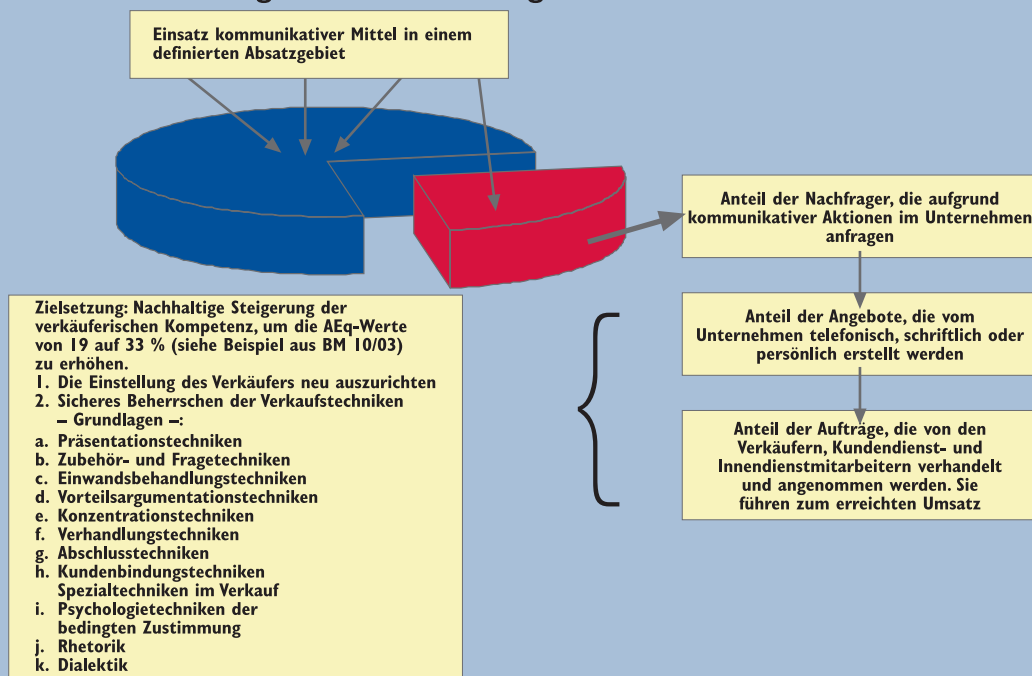 Einsatz kommunikativer Mittel in einem
definierten Absatzgebiet
Anteil der Nachfrager, die aufgrund
kommunikativer Aktionen im Unternehmen
anfragen
Anteil der Angebote, die vom
Unternehmen telefonisch, schriftlich oder
persönlich erstellt werden
Anteil der Aufträge, die von den
Verkäufern, Kundendienst- und
Innendienstmitarbeitern verhandelt
und angenommen werden. Sie
führen zum erreichten Umsatz
Zielsetzung: Nachhaltige Steigerung der
verkäuferischen Kompetenz, um die AEq-Werte
von 19 auf 33 % (siehe Beispiel aus BM 10/03)
zu erhöhen.
1. Die Einstellung des Verkäufers neu auszurichten
2. Sicheres Beherrschen der Verkaufstechniken
– Grundlagen –:
a. Präsentationstechniken
b. Zubehör- und Fragetechniken
c. Einwandsbehandlungstechniken
d. Vorteilsargumentationstechniken
e. Konzentrationstechniken
f. Verhandlungstechniken
g. Abschlusstechniken
h. Kundenbindungstechniken
Spezialtechniken im Verkauf
i. Psychologietechniken der
bedingten Zustimmung
j. Rhetorik
k. Dialektik